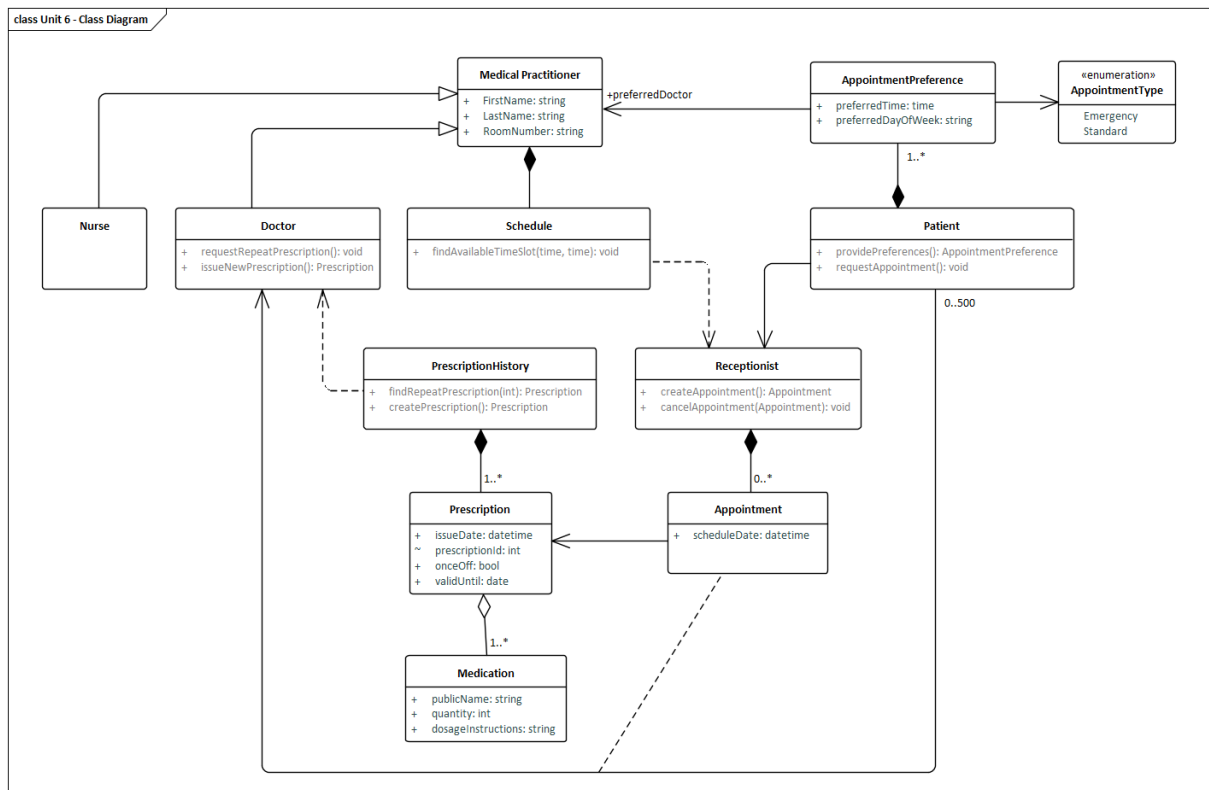 class Unit 6 - Class Diagram
Medical Practitioner
+ FirstName: string
+ LastName: string
+ RoomNumber: string
+preferredDoctor
AppointmentPreference
+ preferredTime: time
+ preferredDayOfWeek: string
«enumeration»
AppointmentType
Emergency
Standard
1..*
Nurse
Doctor
+ requestRepeatPrescription(): void
+ issueNewPrescription(): Prescription
Schedule
+ findAvailableTimeSlot(time, time): void
Patient
+ providePreferences(): AppointmentPreference
+ requestAppointment(): void
0..500
PrescriptionHistory
+ findRepeatPrescription(int): Prescription
+ createPrescription(): Prescription
Receptionist
+ createAppointment(): Appointment
+ cancelAppointment(Appointment): void
1..*
0..*
Prescription
+ issueDate: datetime
~ prescriptionId: int
+ onceOff: bool
+ validUntil: date
Appointment
+ scheduleDate: datetime
1..*
Medication
+ publicName: string
+ quantity: int
+ dosageInstructions: string